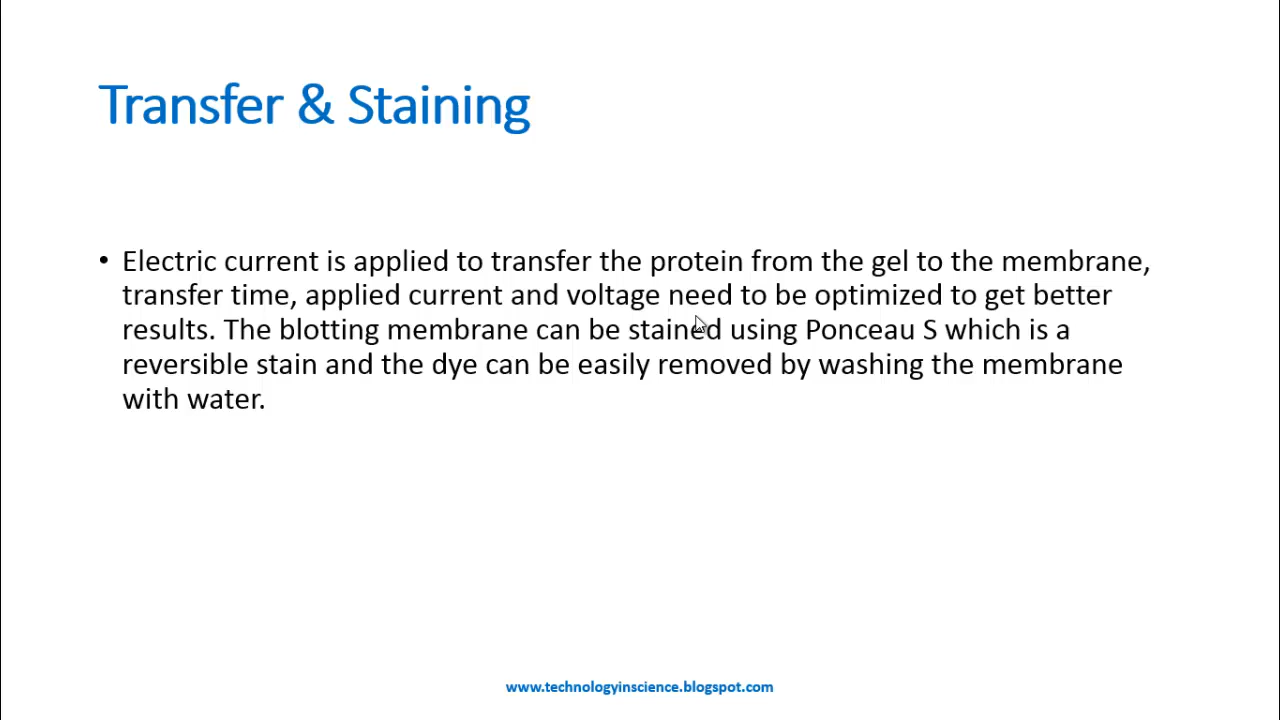 Transfer & Staining
• Electric current is applied to transfer the protein from the gel to the membrane,
transfer time, applied current and voltage need to be optimized to get better
results. The blotting membrane can be stained using Ponceau S which is a
reversible stain and the dye can be easily removed by washing the membrane
with water.
www.technologyinscience.blogspot.com